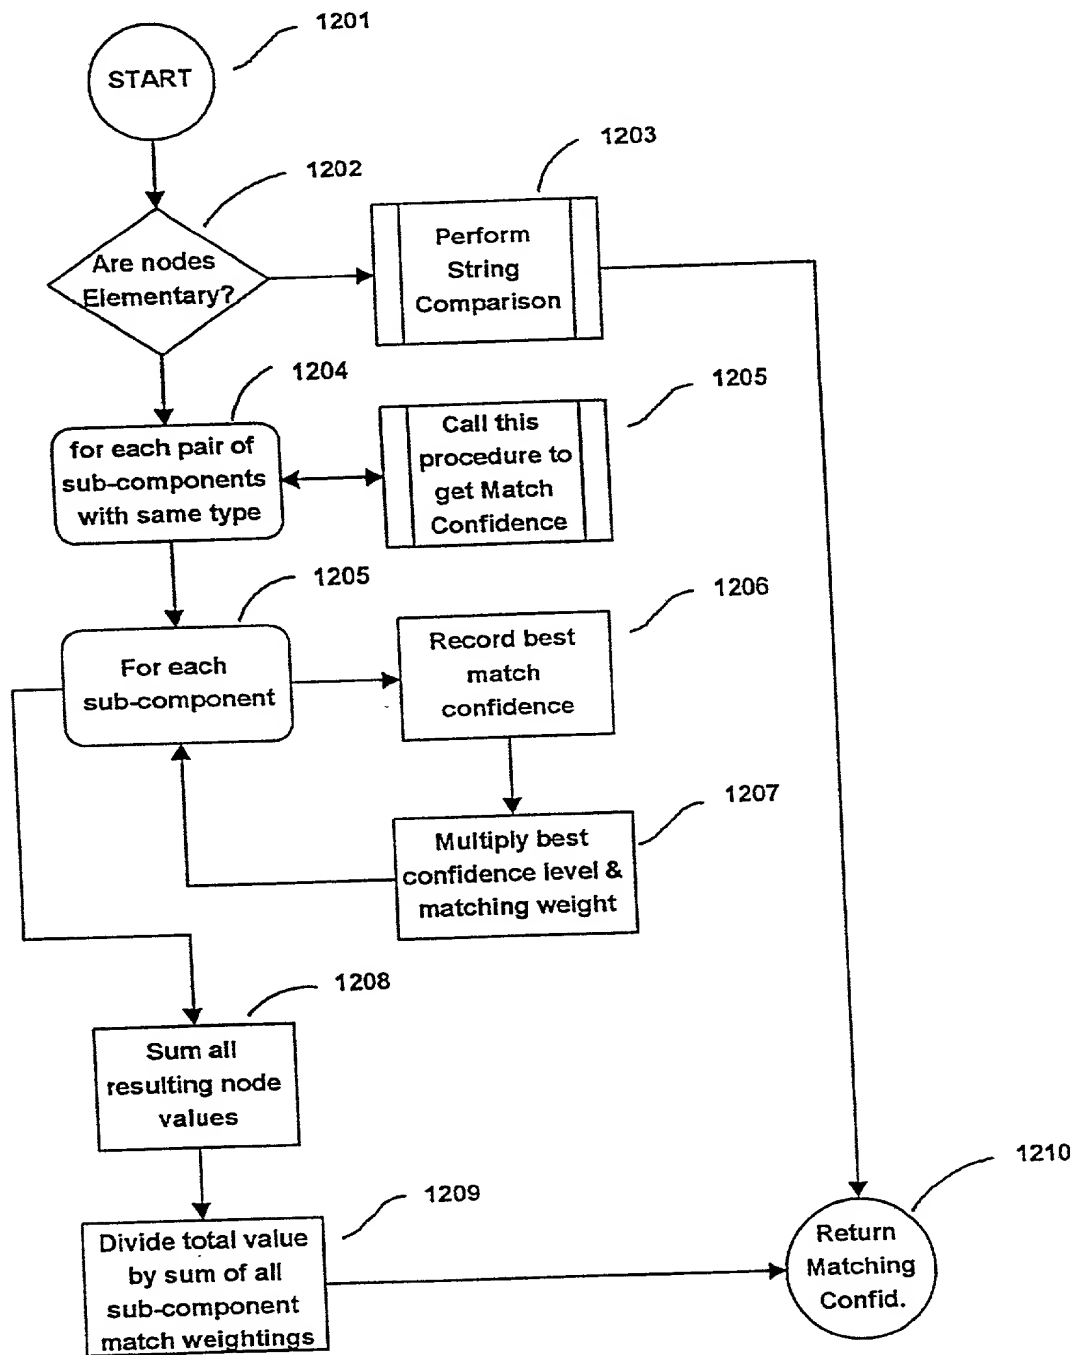 1201
START
1202
Are nodes
Elementary?
1203
Perform
String
Comparison
1204
for each pair of
sub-components
with same type
1205
Call this
procedure to
get Match
Confidence
1205
For each
sub-component
1206
Record best
match
confidence
1207
Multiply best
confidence level &
matching weight
1208
Sum all
resulting node
values
1209
Divide total value
by sum of all
sub-component
match weightings
1210
Return
Matching
Confid.